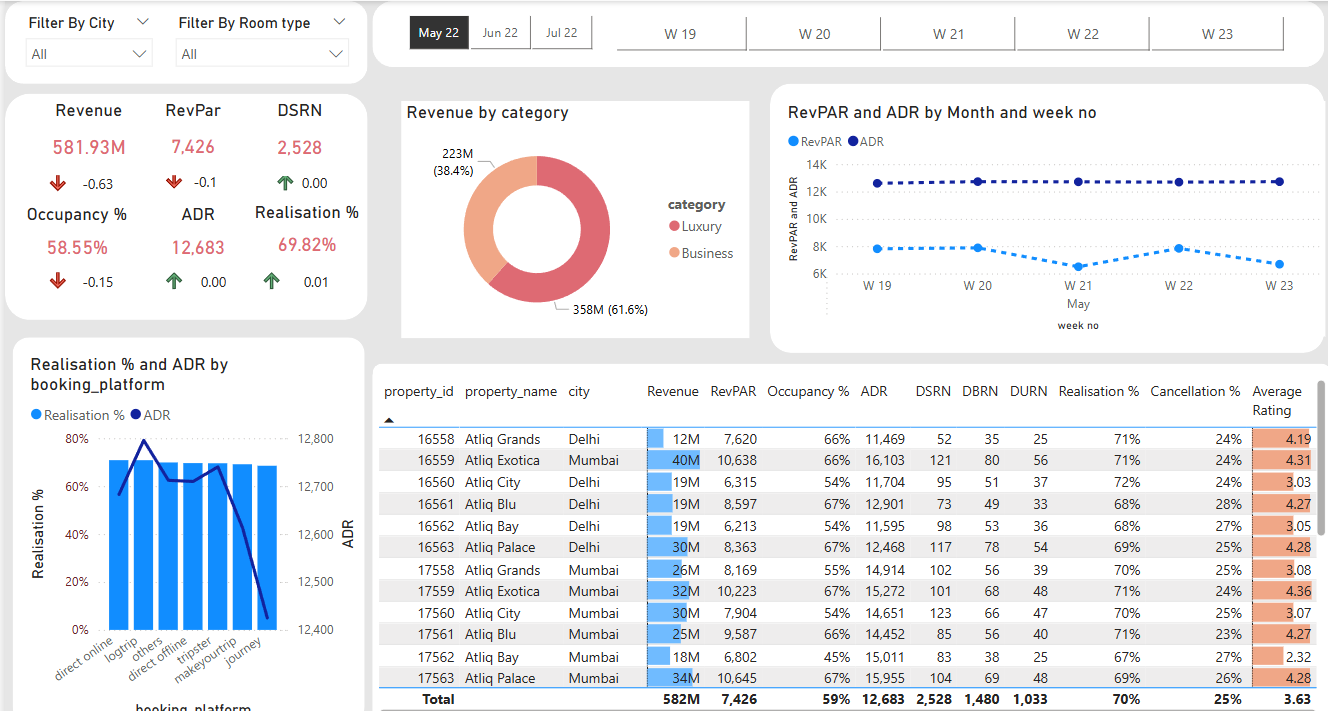 Filter By City
Filter By Room type
All
All
May 22
Jun 22
Jul 22
W 19
W 20
W 21
W 22
W 23
Revenue
RevPar
DSRN
581.93M
7,426
2,528
-0.63
-0.1
0.00
Occupancy %
ADR
Realisation %
58.55%
12,683
69.82%
-0.15
0.00
0.01
Revenue by category
223M
(38.4%)
358M (61.6%)
category
Luxury
Business
RevPAR and ADR by Month and week no
RevPAR ADR
RevPAR and ADR
14K
12K
10K
8K
6K
W 19 W 20 W 21 W 22 W 23
May
week no
Realisation % and ADR by
booking_platform
Realisation % ADR
Realisation %
80%
60%
40%
20%
0%
12,800
12,700
12,600
12,500
12,400
ADR
direct online
logtrip
others
direct offline
tripster
makeyourtrip
journey
booking_platform
property_id property_name city Revenue RevPAR Occupancy % ADR DSRN DBRN DURN Realisation % Cancellation % Average
Rating
16558 Atliq Grands Delhi 12M 7,620 66% 11,469 52 35 25 71% 24% 4.19
16559 Atliq Exotica Mumbai 40M 10,638 66% 16,103 121 80 56 71% 24% 4.31
16560 Atliq City Delhi 19M 6,315 54% 11,704 95 51 37 72% 24% 3.03
16561 Atliq Blu Delhi 19M 8,597 67% 12,901 73 49 33 68% 28% 4.27
16562 Atliq Bay Delhi 19M 6,213 54% 11,595 98 53 36 68% 27% 3.05
16563 Atliq Palace Delhi 30M 8,363 67% 12,468 117 78 54 69% 25% 4.28
17558 Atliq Grands Mumbai 26M 8,169 55% 14,914 102 56 39 70% 25% 3.08
17559 Atliq Exotica Mumbai 32M 10,223 67% 15,272 101 68 48 71% 24% 4.36
17560 Atliq City Mumbai 30M 7,904 54% 14,651 123 66 47 70% 25% 3.07
17561 Atliq Blu Mumbai 25M 9,587 66% 14,452 85 56 40 71% 23% 4.27
17562 Atliq Bay Mumbai 18M 6,802 45% 15,011 83 38 25 67% 27% 2.32
17563 Atliq Palace Mumbai 34M 10,645 67% 15,955 104 69 48 69% 26% 4.28
Total 582M 7,426 59% 12,683 2,528 1,480 1,033 70% 25% 3.63